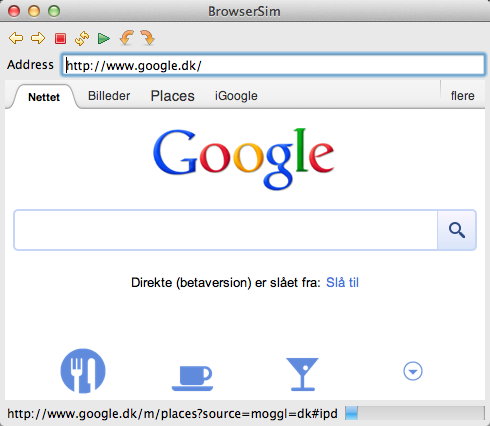 BrowserSim
Address http://www.google.dk/
Nettet Billeder Places iGoogle flere
Google
Direkte (betaversion) er slået fra: Slå til
http://www.google.dk/m/places?source=moggl=dk#ipd